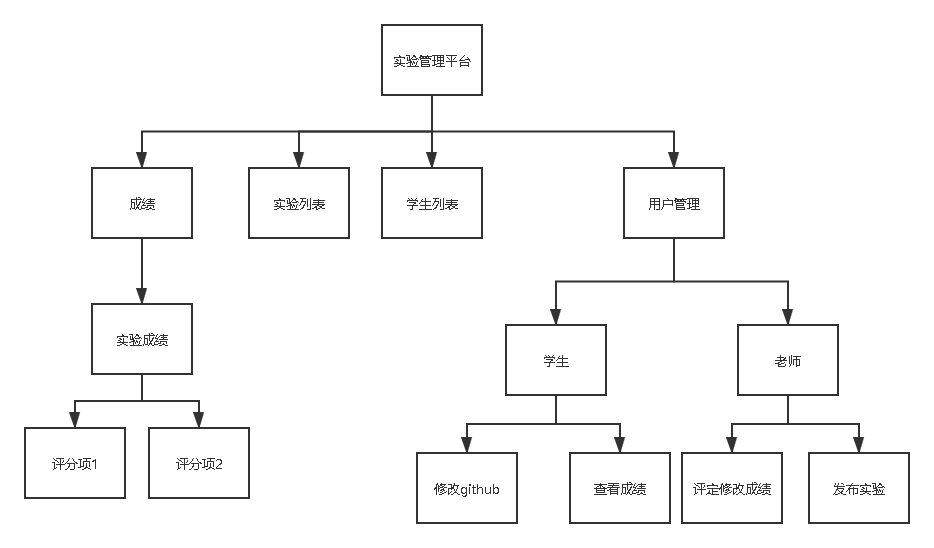 实验管理平台
成绩
实验列表
学生列表
用户管理
实验成绩
学生
老师
评分项1
评分项2
修改github
查看成绩
评定修改成绩
发布实验